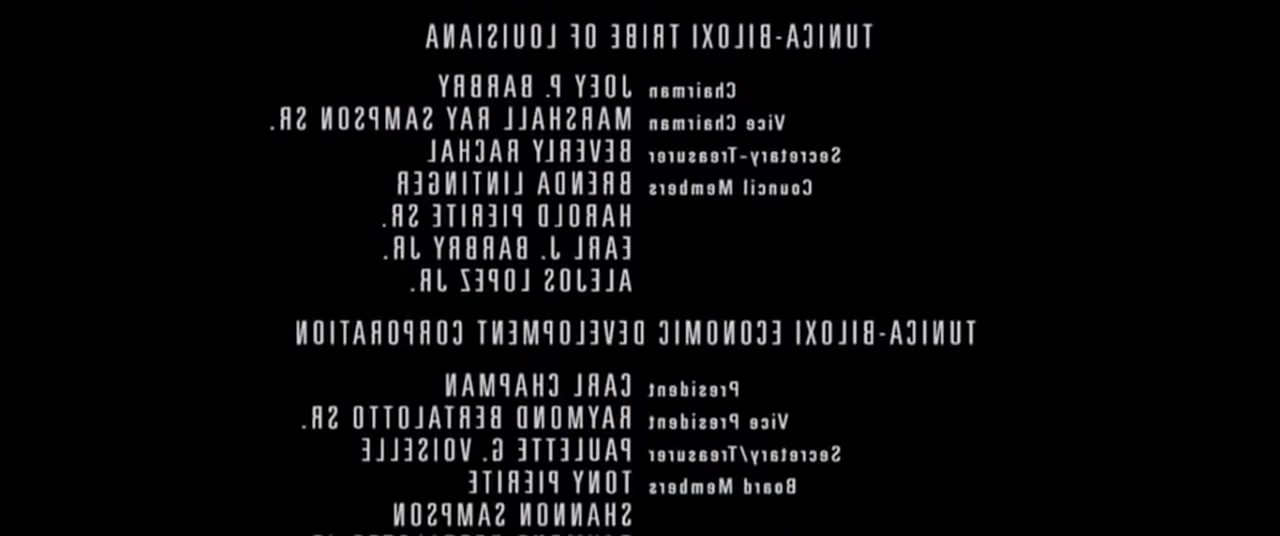 TUNICA-BILOXI TRIBE OF LOUISIANA
Chairman JOEY P. BARBRY
Vice Chairman MARSHALL RAY SAMPSON SR.
Secretary-Treasurer BEVERLY RACHAL
Council Members BRENDA LINTINGER
HAROLD PIERITE SR.
EARL J. BARBRY JR.
ALEJOS LOPEZ JR.
TUNICA-BILOXI ECONOMIC DEVELOPMENT CORPORATION
President CARL CHAPMAN
Vice President RAYMOND BERTALOTTO SR.
Secretary/Treasurer PAULETTE G. VOISELLE
Board Members TONY PIERITE
SHANNON SAMPSON